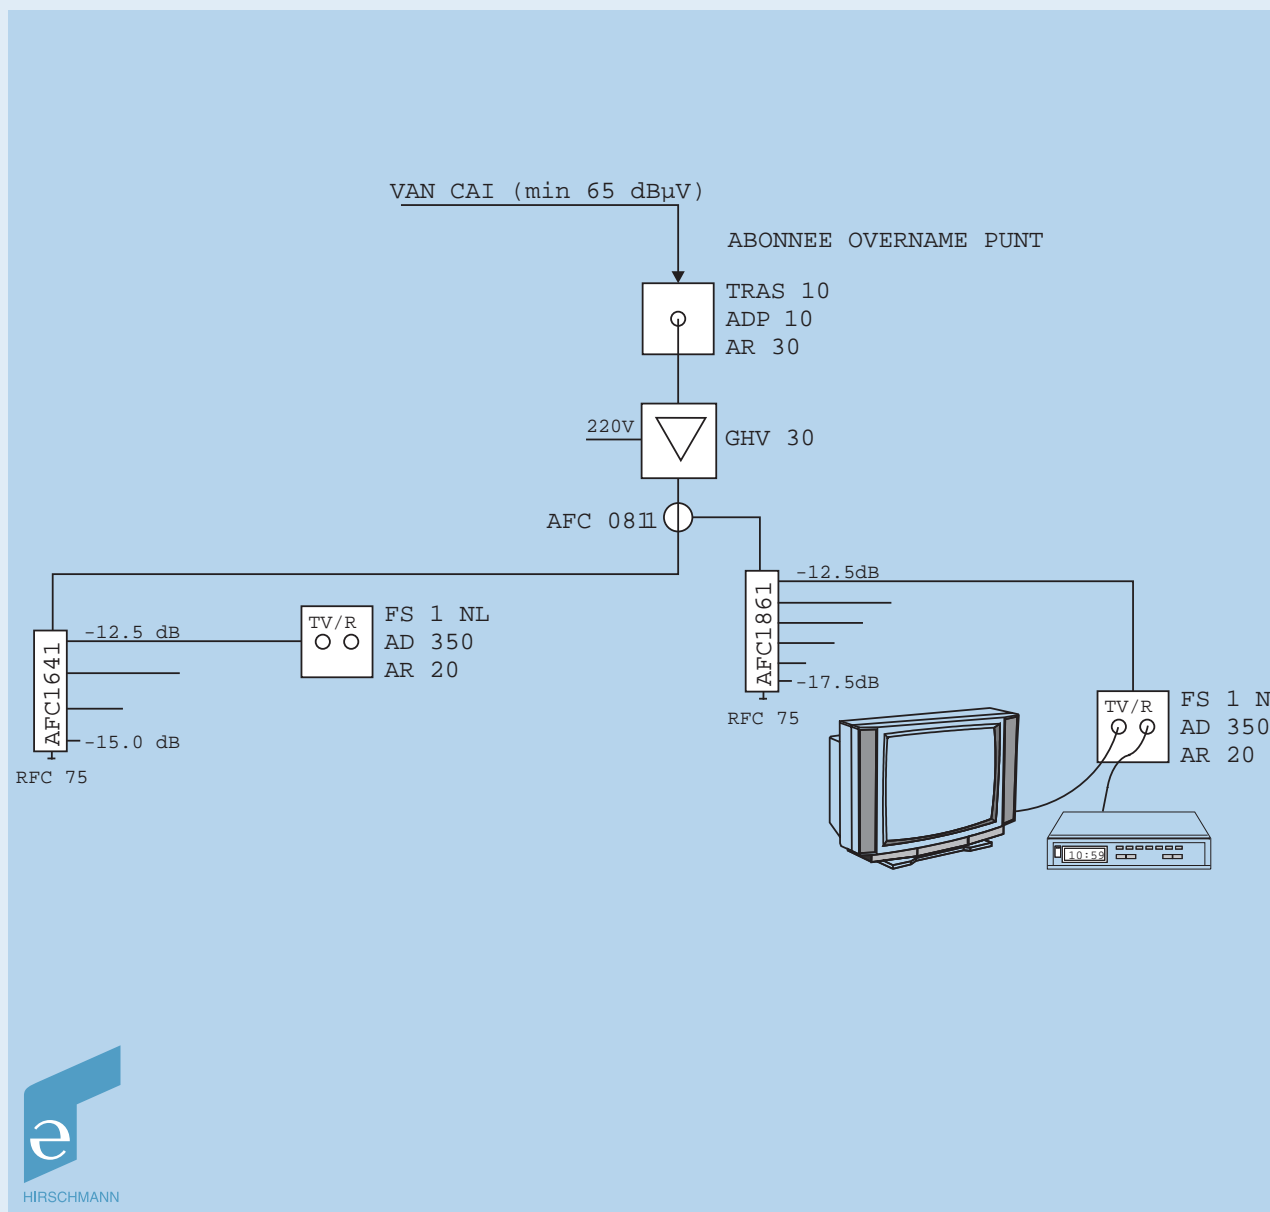 VAN CAI (min 65 dBµV)
ABONNEE OVERNAME PUNT
TRAS 10
ADP 10
AR 30
220V
GHV 30
AFC 0811
-12.5dB
AFC1861
-17.5dB
RFC 75
TV/R
FS 1 NL
AD 350
AR 20
-12.5 dB
AFC1641
-15.0 dB
RFC 75
TV/R
FS 1 N
AD 350
AR 20
10:59
e
HIRSCHMANN